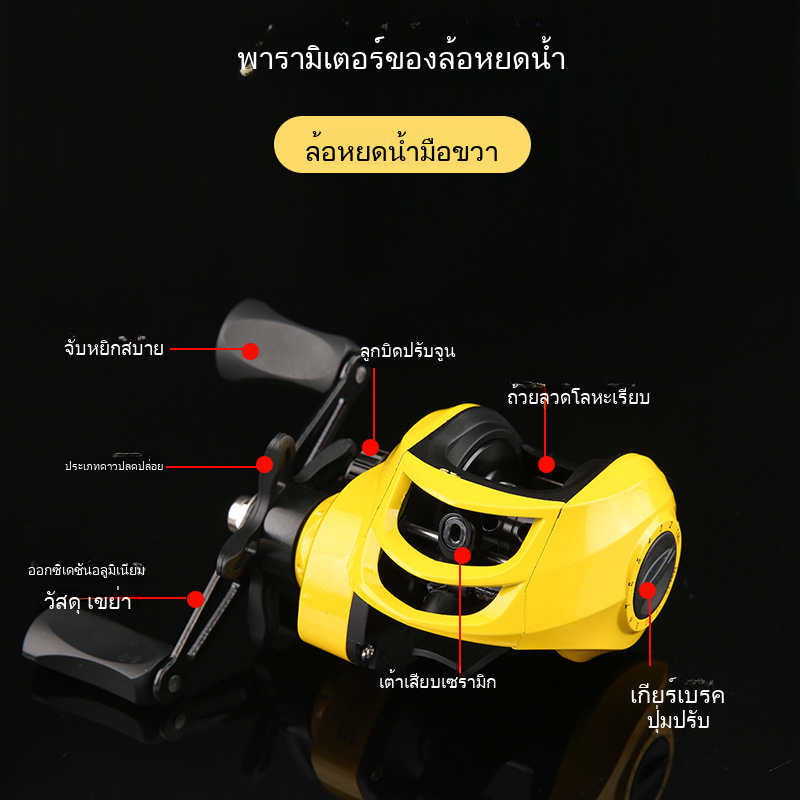 พารามิเตอร์ของล้อหยดน้ำ
ล้อหยดน้ำมือขวา
จับหยิกสบาย
ลูกบิดปรับจูน
ถ้วยลวดโลหะเรียบ
ประเภทดาวปลดปล่อย
ออกซิเดชันอลูมิเนียม
วัสดุ เขย่า
เต้าเสียบเซรามิก
เกียร์เบรค
ปุ่มปรับ